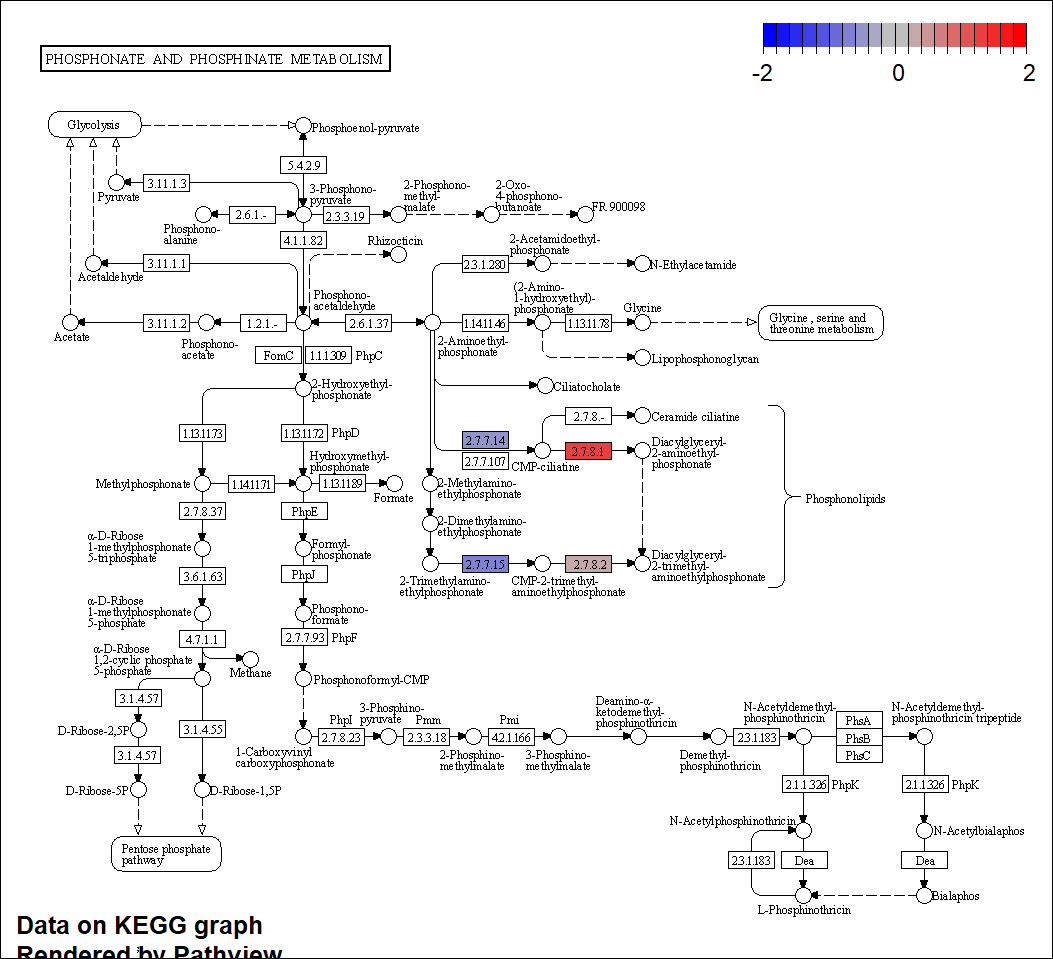 PHOSPHONATE AND PHOSPHINATE METABOLISM
-2
0
2
Glycolysis
Phosphoenol-pyruvate
5.4.2.9
3.11.1.3
Pyruvate
3-Phosphono-
pyruvate
2-Phosphono-
methyl-
malate
2-Oxo-
4-phosphono-
butanoate
2.6.1.-
2.3.3.19
FR 900098
Phosphono-
alanine
4.1.1.82
Rhizocticin
3.11.1.1
Acetaldehyde
2-Acetamidoethyl-
phosphonate
2.3.1.280
N-Ethylacetamide
Phosphono-
acetaldehyde
(2-Amino-
1-hydroxyethyl)-
phosphonate
Glycine
3.11.1.2
1.2.1.-
2.6.1.37
1.14.11.46
1.13.11.78
Glycine , serine and
threonine metabolism
Acetate
Phosphono-
acetate
2-Aminoethyl-
phosphonate
FomC
1.1.1.309
PhpC
Lipophosphonoglycan
2-Hydroxyethyl-
phosphonate
Ciliatocholate
2.7.8.-
Ceramide ciliatine
1.13.11.73
1.13.11.72
PhpD
2.7.7.14
2.7.7.107
CMP-ciliatine
2.7.8.1
Diacylglyceryl-
2-aminoethyl-
phosphonate
Hydroxymethyl-
phosphonate
Methylphosphonate
1.14.11.71
1.13.11.89
Formate
2-Methylamino-
ethylphosphonate
Phosphonolipids
2.7.8.37
PhpE
2-Dimethylamino-
ethylphosphonate
α-D-Ribose
1-methylphosphonate
5-triphosphate
Formyl-
phosphonate
2.7.7.15
2.7.8.2
Diacylglyceryl-
2-trimethyl-
aminoethylphosphonate
3.6.1.63
PhpJ
2-Trimethylamino-
ethylphosphonate
CMP-2-trimethyl-
aminoethylphosphonate
α-D-Ribose
1-methylphosphonate
5-phosphate
Phosphono-
formate
4.7.1.1
2.7.7.93
PhpF
α-D-Ribose
1,2-cyclic phosphate
5-phosphate
Methane
Phosphonoformyl-CMP
3.1.4.57
D-Ribose-2,5P
3.1.4.55
3.1.4.57
D-Ribose-5P
D-Ribose-1,5P
Pentose phosphate
pathway
PhpI
3-Phosphino-
pyruvate
Pmm
Pmi
Deamino-α-
ketodemethyl-
phosphinothricin
N-Acetyldemethyl-
phosphinothricin
PhsA
PhsB
PhsC
N-Acetyldemethyl-
phosphinothricin tripeptide
2.7.8.23
2.3.3.18
4.2.1.166
2.3.1.183
1-Carboxyvinyl
carboxyphosphonate
2-Phosphino-
methylmalate
3-Phosphino-
methylmalate
Demethyl-
phosphinothricin
2.1.1.326
PhpK
2.1.1.326
PhpK
N-Acetylphosphinothricin
N-Acetylbialaphos
2.3.1.183
Dea
Dea
L-Phosphinothricin
Bialaphos
Data on KEGG graph
Rendered by Pathview